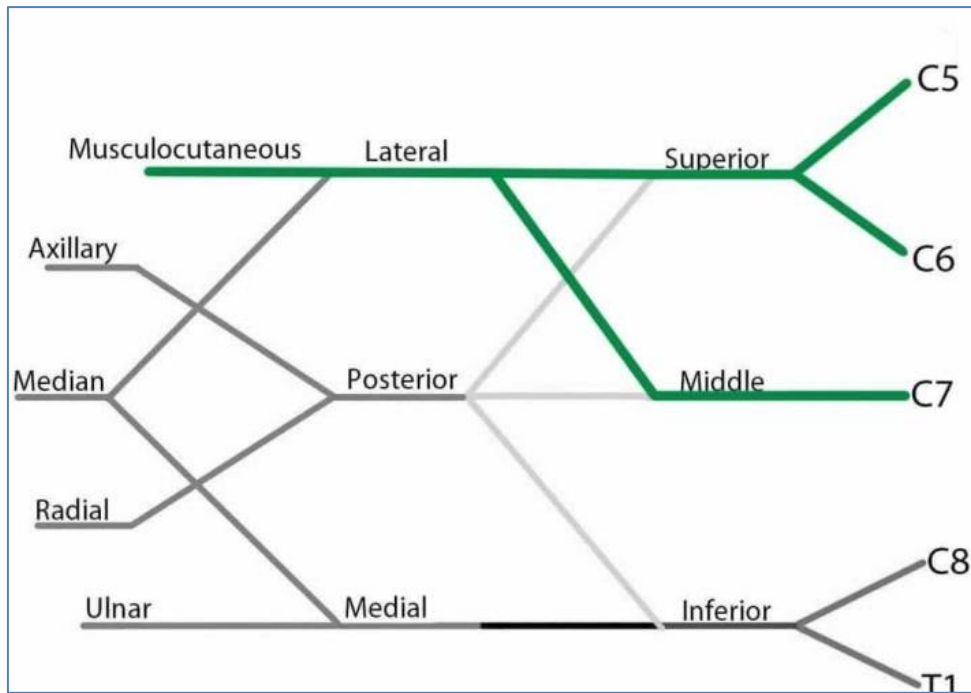 C5
Musculocutaneous Lateral Superior
Axillary
C6
Median Posterior Middle
C7
Radial
C8
Ulnar Medial Inferior
T1